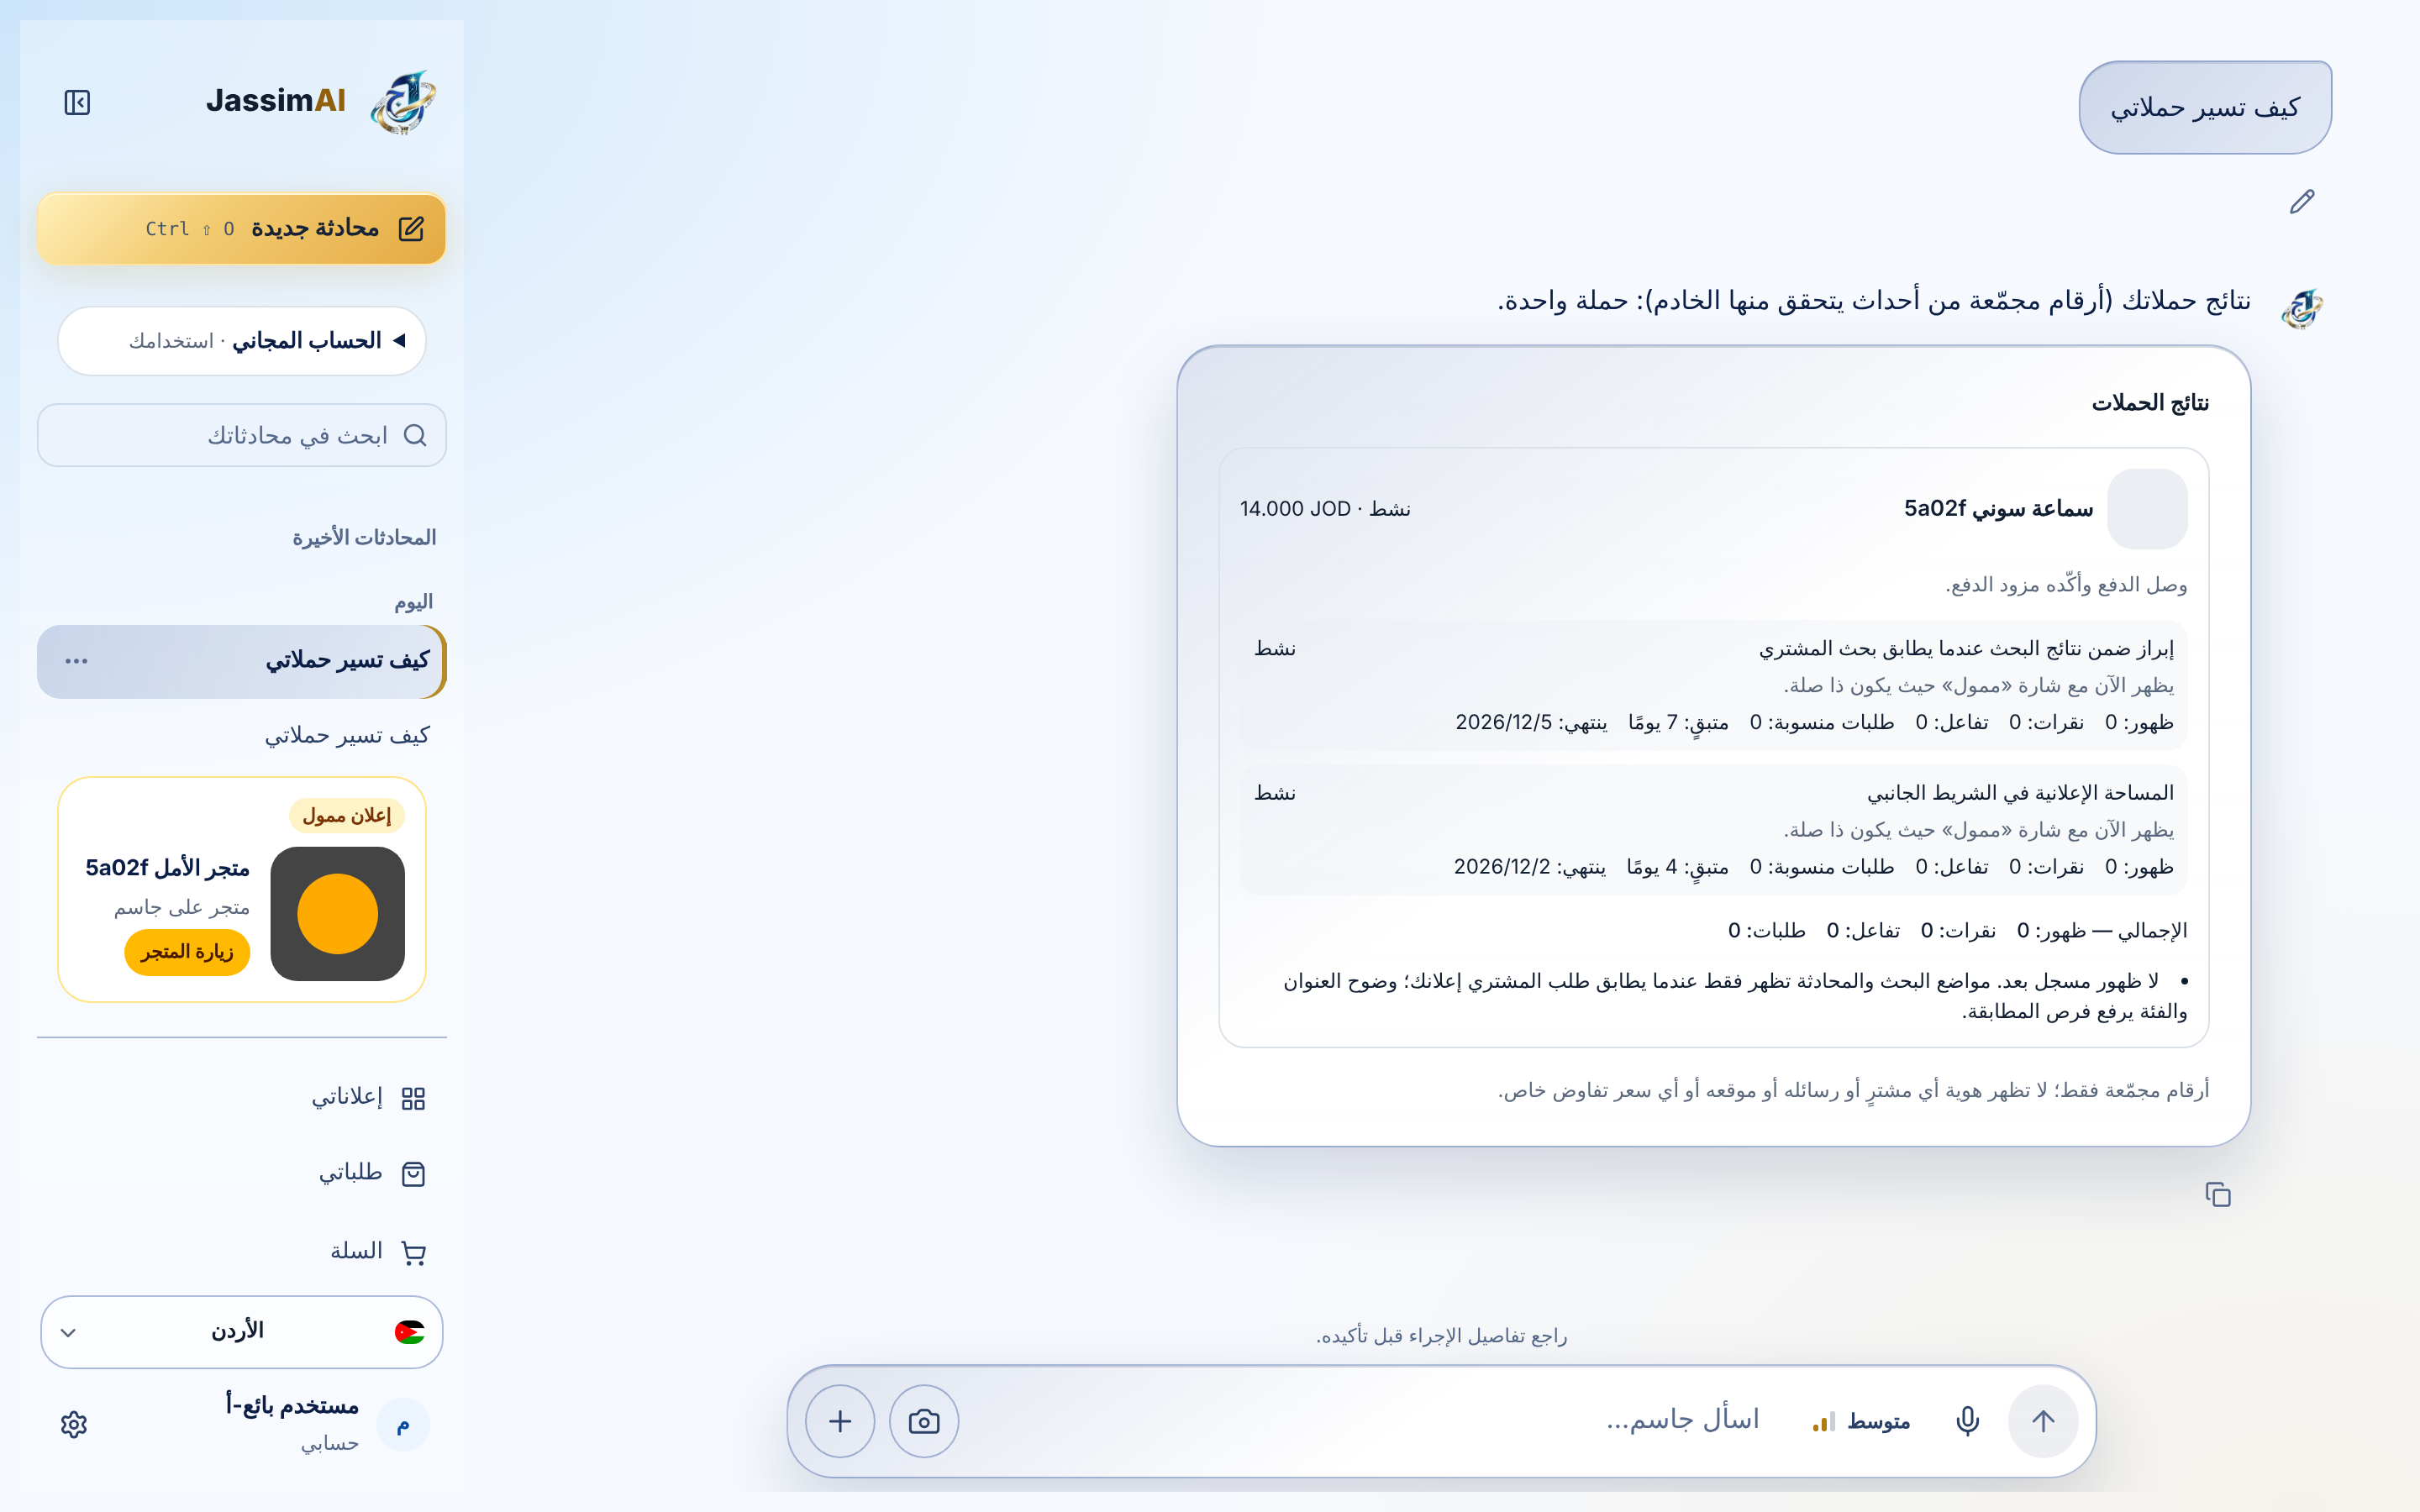 JassimAI
محادثة جديدة Ctrl ⇧ O
الحساب المجاني · استخدامك
ابحث في محادثاتك
المحادثات الأخيرة
اليوم
كيف تسير حملاتي
كيف تسير حملاتي
إعلان ممول
متجر الأمل 5a02f
متجر على جاسم
زيارة المتجر
إعلاناتي
طلباتي
السلة
الأردن
م
مستخدم بائع-أ
حسابي
كيف تسير حملاتي
نتائج حملاتك (أرقام مجمّعة من أحداث يتحقق منها الخادم): حملة واحدة.
نتائج الحملات
سماعة سوني 5a02f
نشط · 14.000 JOD
وصل الدفع وأكّده مزود الدفع.
إبراز ضمن نتائج البحث عندما يطابق بحث المشتري
نشط
يظهر الآن مع شارة «ممول» حيث يكون ذا صلة.
ظهور: 0 نقرات: 0 تفاعل: 0 طلبات منسوبة: 0 متبقٍ: 7 يومًا ينتهي: 2026/12/5
المساحة الإعلانية في الشريط الجانبي
نشط
يظهر الآن مع شارة «ممول» حيث يكون ذا صلة.
ظهور: 0 نقرات: 0 تفاعل: 0 طلبات منسوبة: 0 متبقٍ: 4 يومًا ينتهي: 2026/12/2
الإجمالي — ظهور: 0 نقرات: 0 تفاعل: 0 طلبات: 0
• لا ظهور مسجل بعد. مواضع البحث والمحادثة تظهر فقط عندما يطابق طلب المشتري إعلانك؛ وضوح العنوان
والفئة يرفع فرص المطابقة.
أرقام مجمّعة فقط؛ لا تظهر هوية أي مشترٍ أو رسائله أو موقعه أو أي سعر تفاوض خاص.
راجع تفاصيل الإجراء قبل تأكيده.
متوسط
اسأل جاسم...